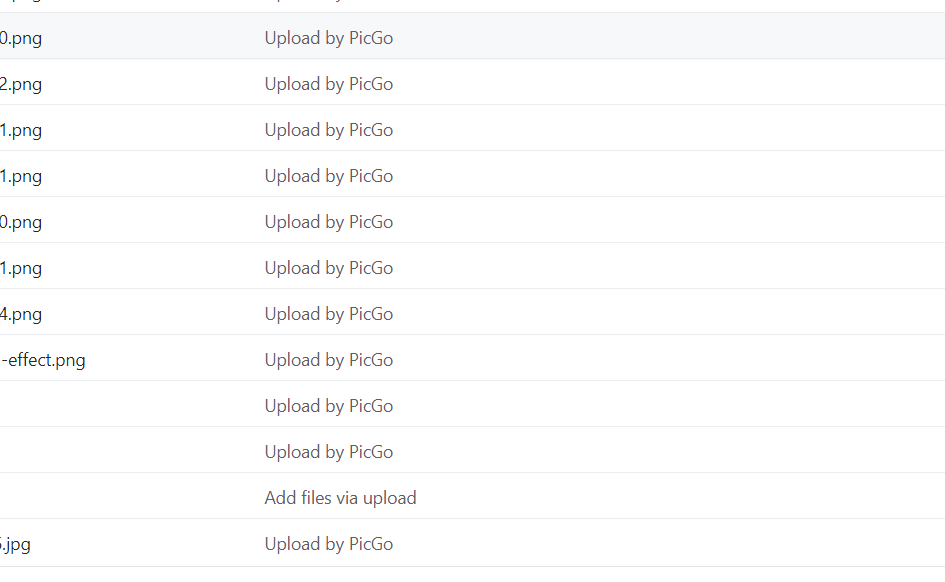 0.png Upload by PicGo
2.png Upload by PicGo
1.png Upload by PicGo
1.png Upload by PicGo
0.png Upload by PicGo
1.png Upload by PicGo
4.png Upload by PicGo
-effect.png Upload by PicGo
Upload by PicGo
Upload by PicGo
Add files via upload
.jpg Upload by PicGo